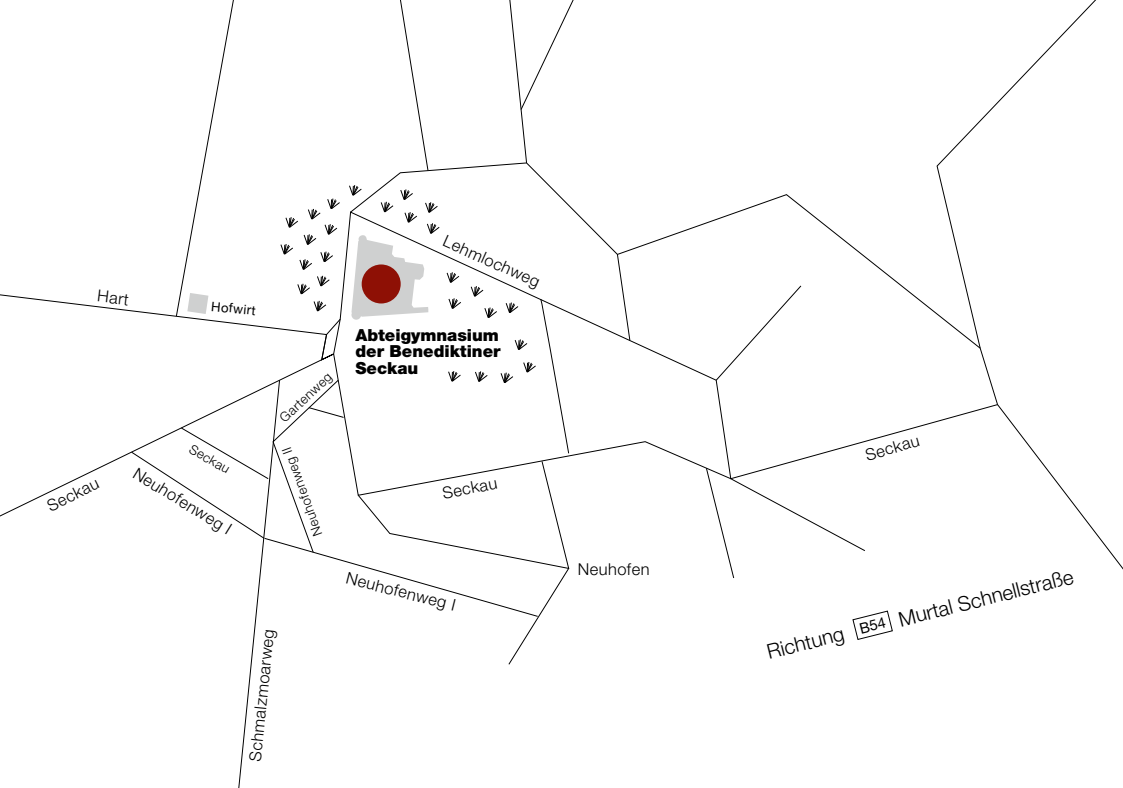 Lehmlochweg
Hart
Hofwirt
Abteigymnasium
der Benediktiner
Seckau
Gartenweg
Seckau
Seckau
Seckau
Neuhofenweg II
Seckau
Neuhofenweg I
Neuhofen
Neuhofenweg I
Richtung B54 Murtal Schnellstraße
Schmalzmoarweg